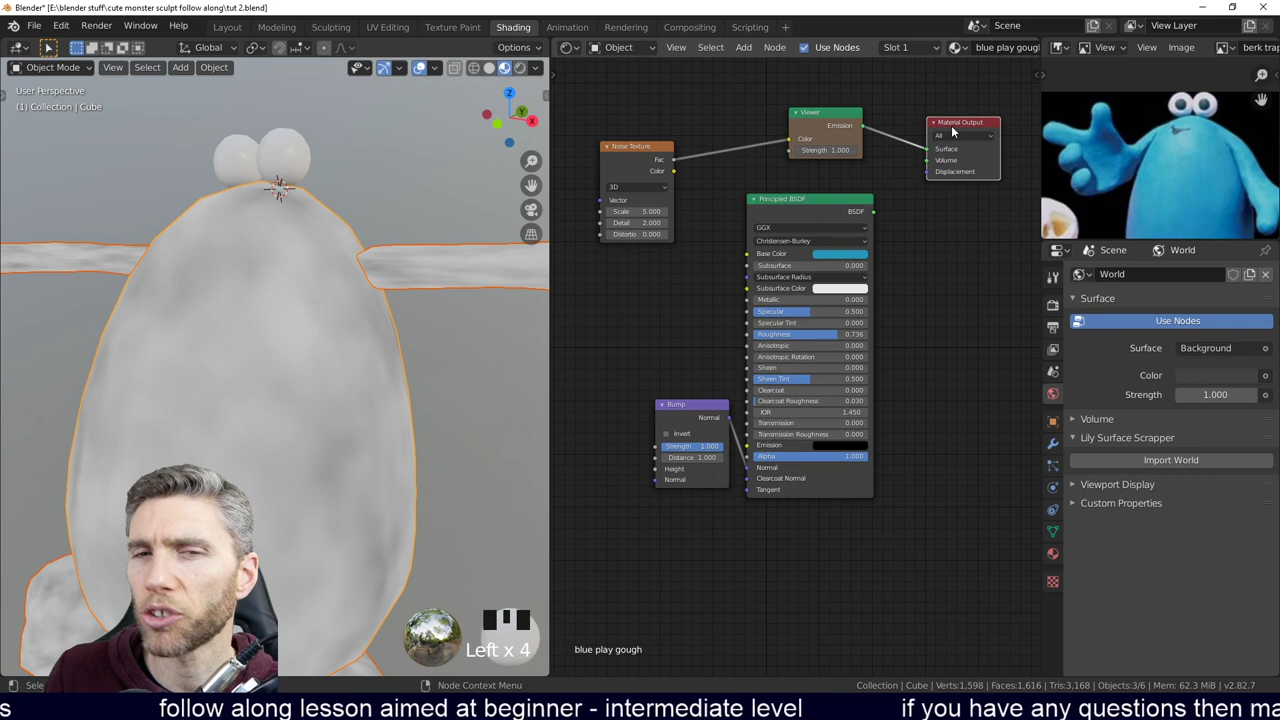 Blender* [E:\blender stuff\cute monster sculpt follow along\tut 2.blend]
File Edit Render Window Help Layout Modeling Sculpting UV Editing Texture Paint Shading Animation Rendering Compositing Scripting + Scene View Layer
Global Options Object View Select Add Node Use Nodes Slot 1 blue play gough View View Image berk trap
Object Mode View Select Add Object
User Perspective
(1) Collection | Cube
Z
Y
X
Noise Texture
Fac
Color
3D
Vector
Scale 5.000
Detail 2.000
Distortio 0.000
Viewer
Emission
Color
Strength 1.000
Material Output
All
Surface
Volume
Displacement
Principled BSDF
BSDF
GGX
Christensen-Burley
Base Color
Subsurface 0.000
Subsurface Radius
Subsurface Color
Metallic 0.000
Specular 0.500
Specular Tint 0.000
Roughness 0.736
Anisotropic 0.000
Anisotropic Rotation 0.000
Sheen 0.000
Sheen Tint 0.500
Clearcoat 0.000
Clearcoat Roughness 0.030
IOR 1.450
Transmission 0.000
Transmission Roughness 0.000
Emission
Alpha 1.000
Normal
Clearcoat Normal
Tangent
Bump
Normal
Invert
Strength 1.000
Distance 1.000
Height
Normal
Scene World
World
Surface
Use Nodes
Surface Background
Color
Strength 1.000
Volume
Lily Surface Scrapper
Import World
Viewport Display
Custom Properties
Left x 4
blue play gough
Sele
Node Context Menu
Collection | Cube | Verts:1,598 | Faces:1,616 | Tris:3,168 | Objects:3/6 | Mem: 62.3 MiB | v2.82.7
s follow along lesson aimed at beginner - intermediate level if you have any questions then ma